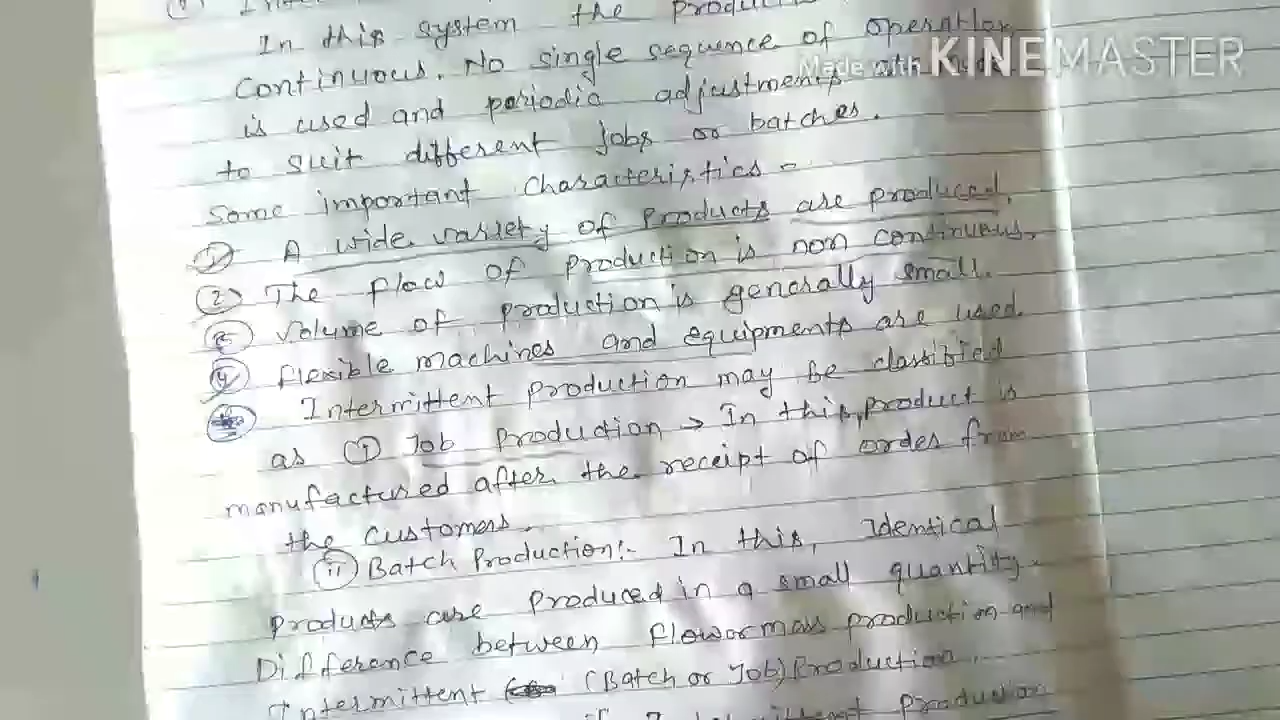 In this system the
Continuous. No single sequence of operation
Made with KINEMASTER
is used and periodic adjustments
to suit different jobs or batches.
Some important characteristics -
① A wide variety of Products are produced.
② The flow of production is non continuous.
③ Volume of production is generally small.
④ flexible machines and equipments are used.
Intermittent production may be classified
as ① Job Production → In this, product is
manufactured after the receipt of order from
the customers.
ⓘⓘ Batch Production:- In this, Identical
products are produced in a small quantity.
Difference between flow or mass production and
Intermittent (Batch or Job) Production.
Intermittent Production